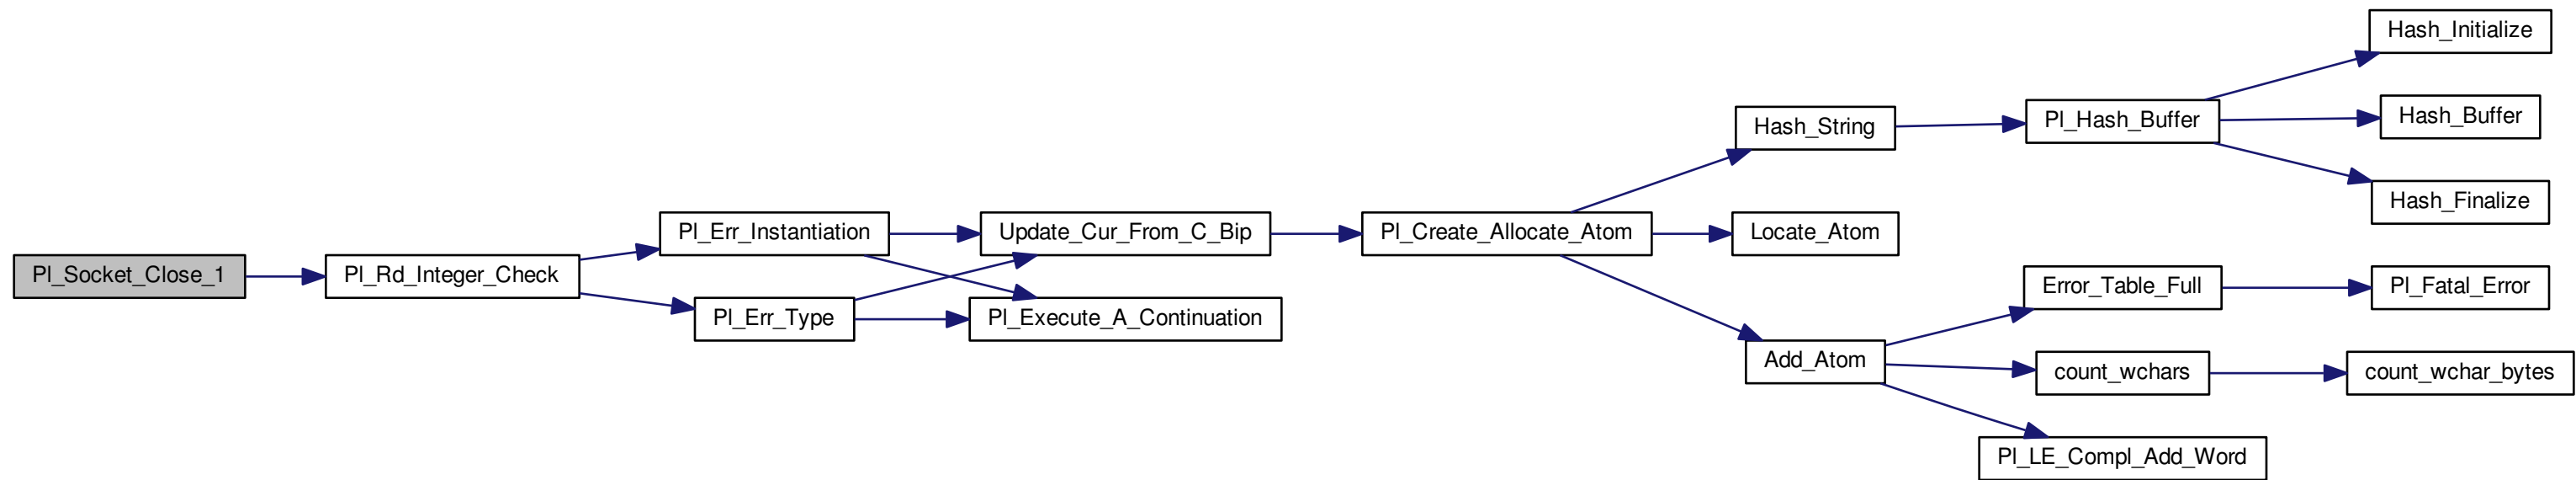 Hash_Initialize
Hash_Buffer
Hash_String
Pl_Hash_Buffer
Hash_Finalize
Pl_Err_Instantiation
Update_Cur_From_C_Bip
Pl_Create_Allocate_Atom
Locate_Atom
Pl_Socket_Close_1
Pl_Rd_Integer_Check
Pl_Err_Type
Pl_Execute_A_Continuation
Error_Table_Full
Pl_Fatal_Error
Add_Atom
count_wchars
count_wchar_bytes
Pl_LE_Compl_Add_Word